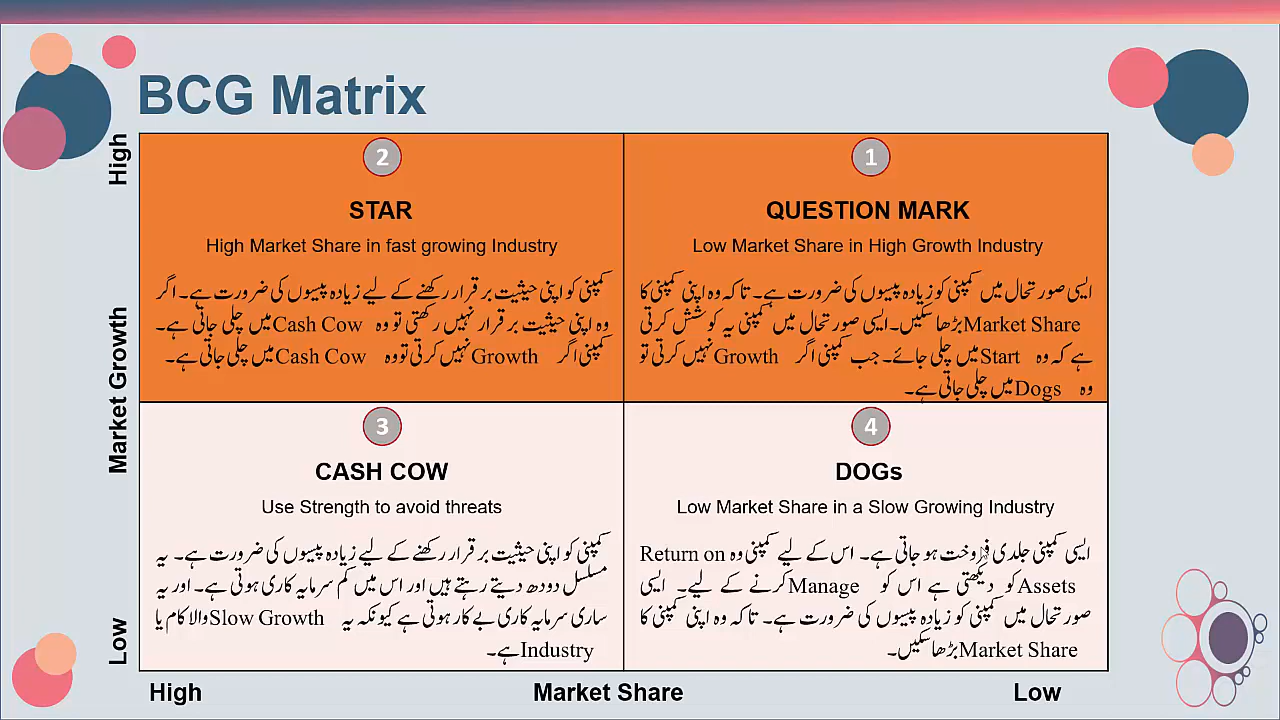 BCG Matrix
High
Market Growth
Low
2
STAR
High Market Share in fast growing Industry
کمپنی کو اپنی حیثیت بر قرار رکھنے کے لیے زیادہ پیسوں کی ضرورت ہے۔ اگر
وہ اپنی حیثیت بر قرار نہیں رکھتی تو وہ Cash Cow میں چلی جاتی ہے۔
کمپنی اگر Growth نہیں کرتی تو وہ Cash Cow میں چلی جاتی ہے۔
1
QUESTION MARK
Low Market Share in High Growth Industry
ایسی صورتحال میں کمپنی کو زیادہ پیسوں کی ضرورت ہے۔ تا کہ وہ اپنی کمپنی کا
Market Share بڑھا سکیں۔ ایسی صورتحال میں کمپنی یہ کوشش کرتی
ہے کہ وہ Start میں چلی جائے۔ جب کمپنی اگر Growth نہیں کرتی تو
وہ Dogs میں چلی جاتی ہے۔
3
CASH COW
Use Strength to avoid threats
کمپنی کو اپنی حیثیت بر قرار رکھنے کے لیے زیادہ پیسوں کی ضرورت ہے۔ یہ
مسلسل دودھ دیتے رہتے ہیں اور اس میں کم سرمایہ کاری ہوتی ہے۔ اور یہ
ساری سرمایہ کاری بے کار ہوتی ہے کیونکہ یہ Slow Growth والا کام یا
Industry ہے۔
4
DOGs
Low Market Share in a Slow Growing Industry
ایسی کمپنی جلدی فروخت ہو جاتی ہے۔ اس کے لیے کمپنی وہ Return on
Assets کو دیکھتی ہے اس کو Manage کرنے کے لیے۔ ایسی
صورتحال میں کمپنی کو زیادہ پیسوں کی ضرورت ہے۔ تاکہ وہ اپنی کمپنی کا
Market Share بڑھا سکیں۔
High
Market Share
Low